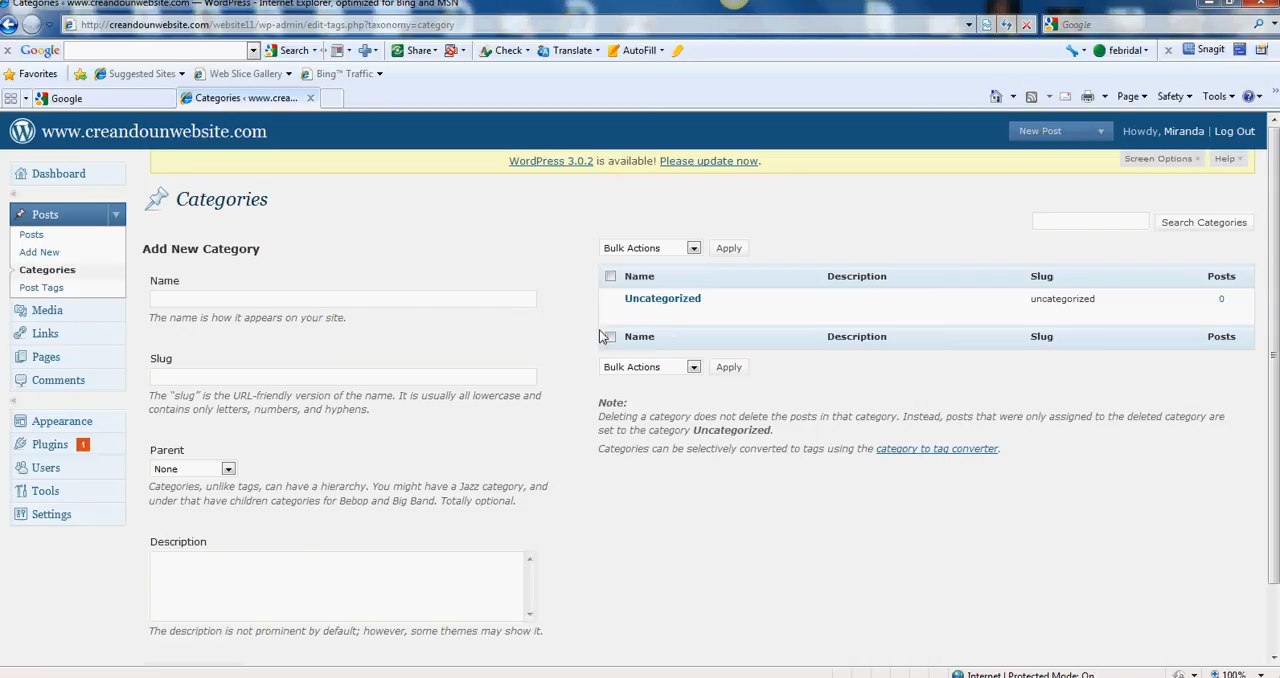 Categories ‹ www.creandounwebsite.com — WordPress - Internet Explorer, optimized for Bing and MSN
http://creandounwebsite.com/website11/wp-admin/edit-tags.php?taxonomy=category
Google
Google Search Share Check Translate AutoFill febridal Snagit
Favorites Suggested Sites Web Slice Gallery Bing™ Traffic
Google Categories ‹ www.crea... Page Safety Tools
www.creandounwebsite.com New Post Howdy, Miranda | Log Out
WordPress 3.0.2 is available! Please update now. Screen Options Help
Dashboard
Categories
Posts
Search Categories
Posts
Add New Category
Bulk Actions Apply
Add New
Categories
Name Description Slug Posts
Name
Post Tags
Uncategorized uncategorized 0
Media
The name is how it appears on your site.
Links
Name Description Slug Posts
Pages
Slug
Bulk Actions Apply
Comments
The "slug" is the URL-friendly version of the name. It is usually all lowercase and
contains only letters, numbers, and hyphens.
Note:
Deleting a category does not delete the posts in that category. Instead, posts that were only assigned to the deleted category are
set to the category Uncategorized.
Categories can be selectively converted to tags using the category to tag converter.
Appearance
Plugins 1
Users
Tools
Settings
Parent
None
Categories, unlike tags, can have a hierarchy. You might have a Jazz category, and
under that have children categories for Bebop and Big Band. Totally optional.
Description
The description is not prominent by default; however, some themes may show it.
Internet | Protected Mode: On 100%